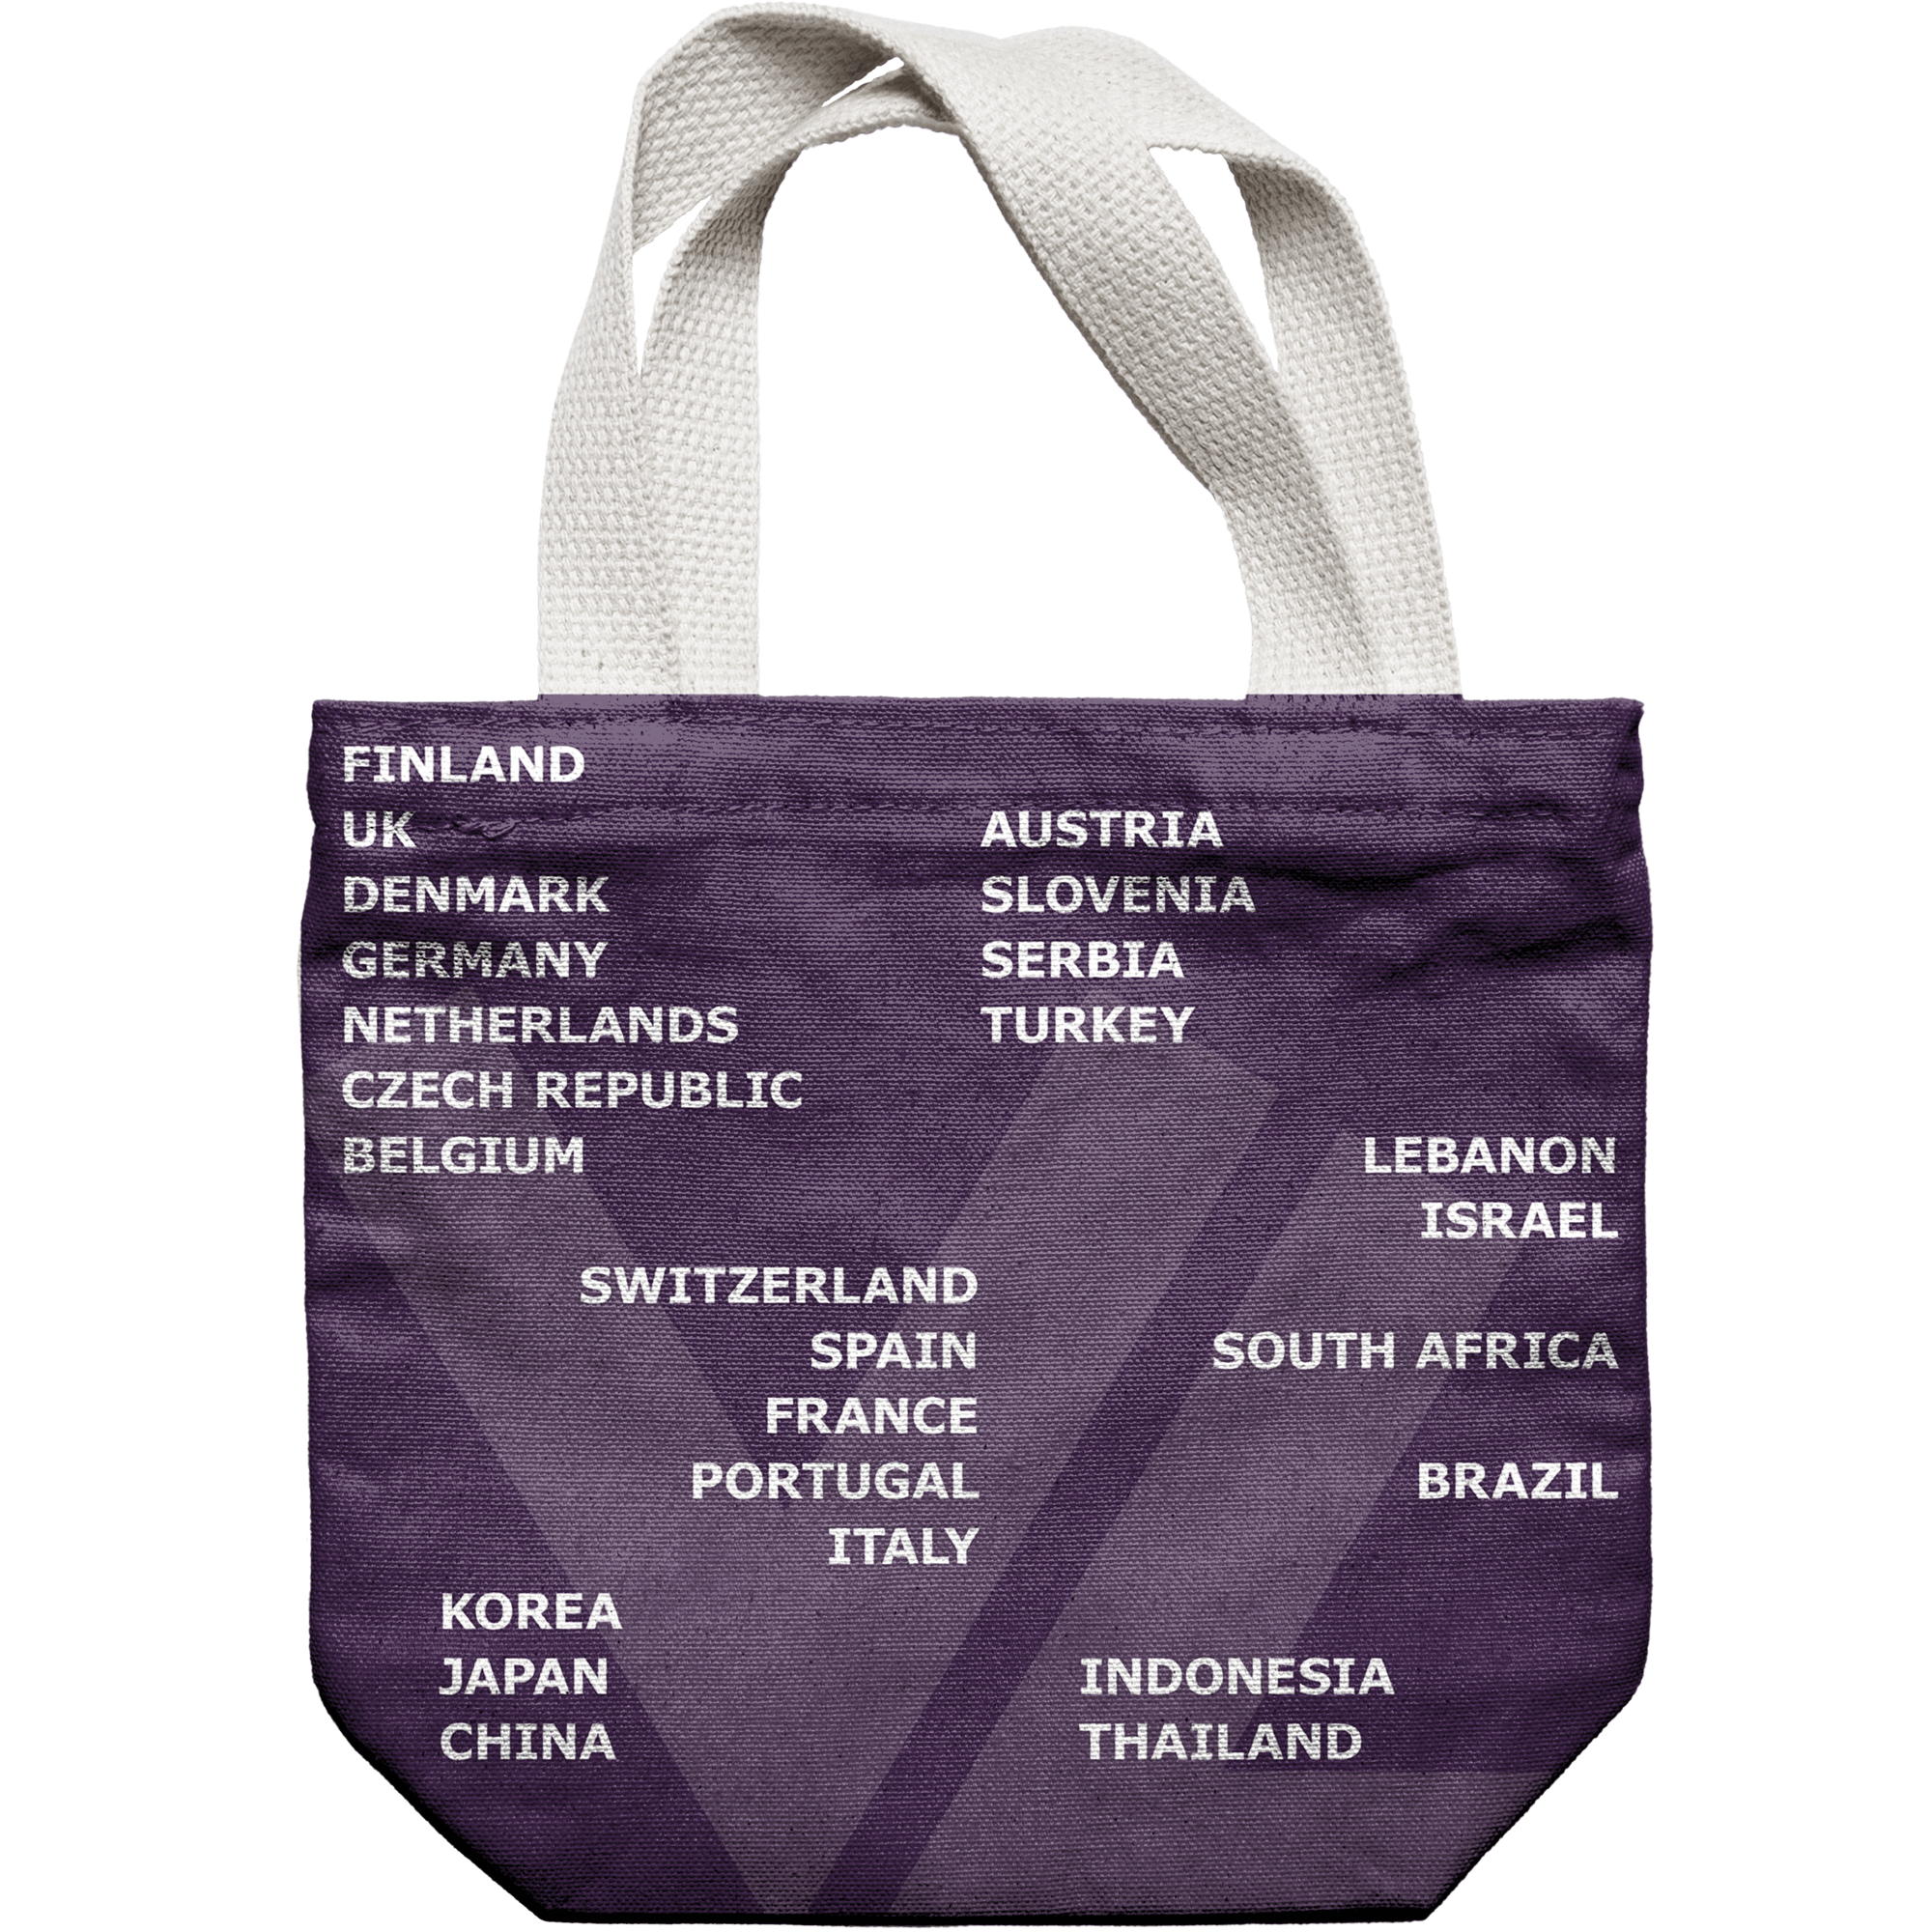 FINLAND
UK
DENMARK
GERMANY
NETHERLANDS
CZECH REPUBLIC
BELGIUM
AUSTRIA
SLOVENIA
SERBIA
TURKEY
SWITZERLAND
SPAIN
FRANCE
PORTUGAL
ITALY
LEBANON
ISRAEL
SOUTH AFRICA
BRAZIL
KOREA
JAPAN
CHINA
INDONESIA
THAILAND